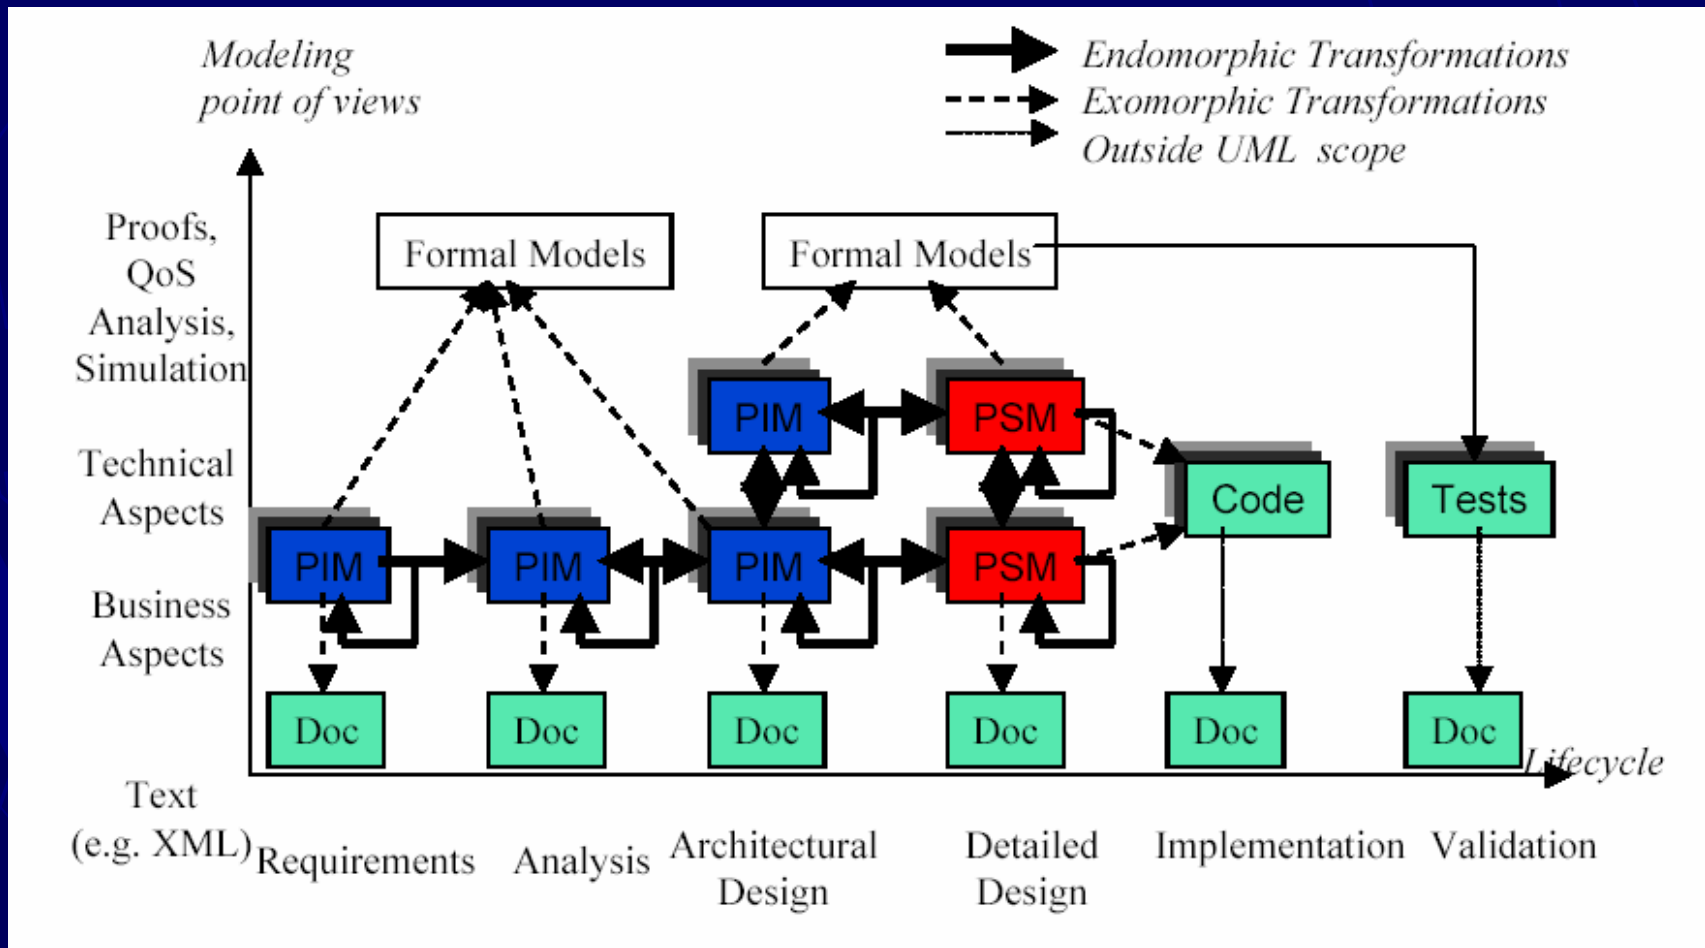 Modeling
point of views
Endomorphic Transformations
Exomorphic Transformations
Outside UML scope
Proofs,
QoS
Analysis,
Simulation
Formal Models
Formal Models
PIM
PSM
Technical
Aspects
Code
Tests
PIM
PIM
PIM
PSM
Business
Aspects
Doc
Doc
Doc
Doc
Doc
Doc
Lifecycle
Text
(e.g. XML)
Requirements
Analysis
Architectural
Design
Detailed
Design
Implementation
Validation